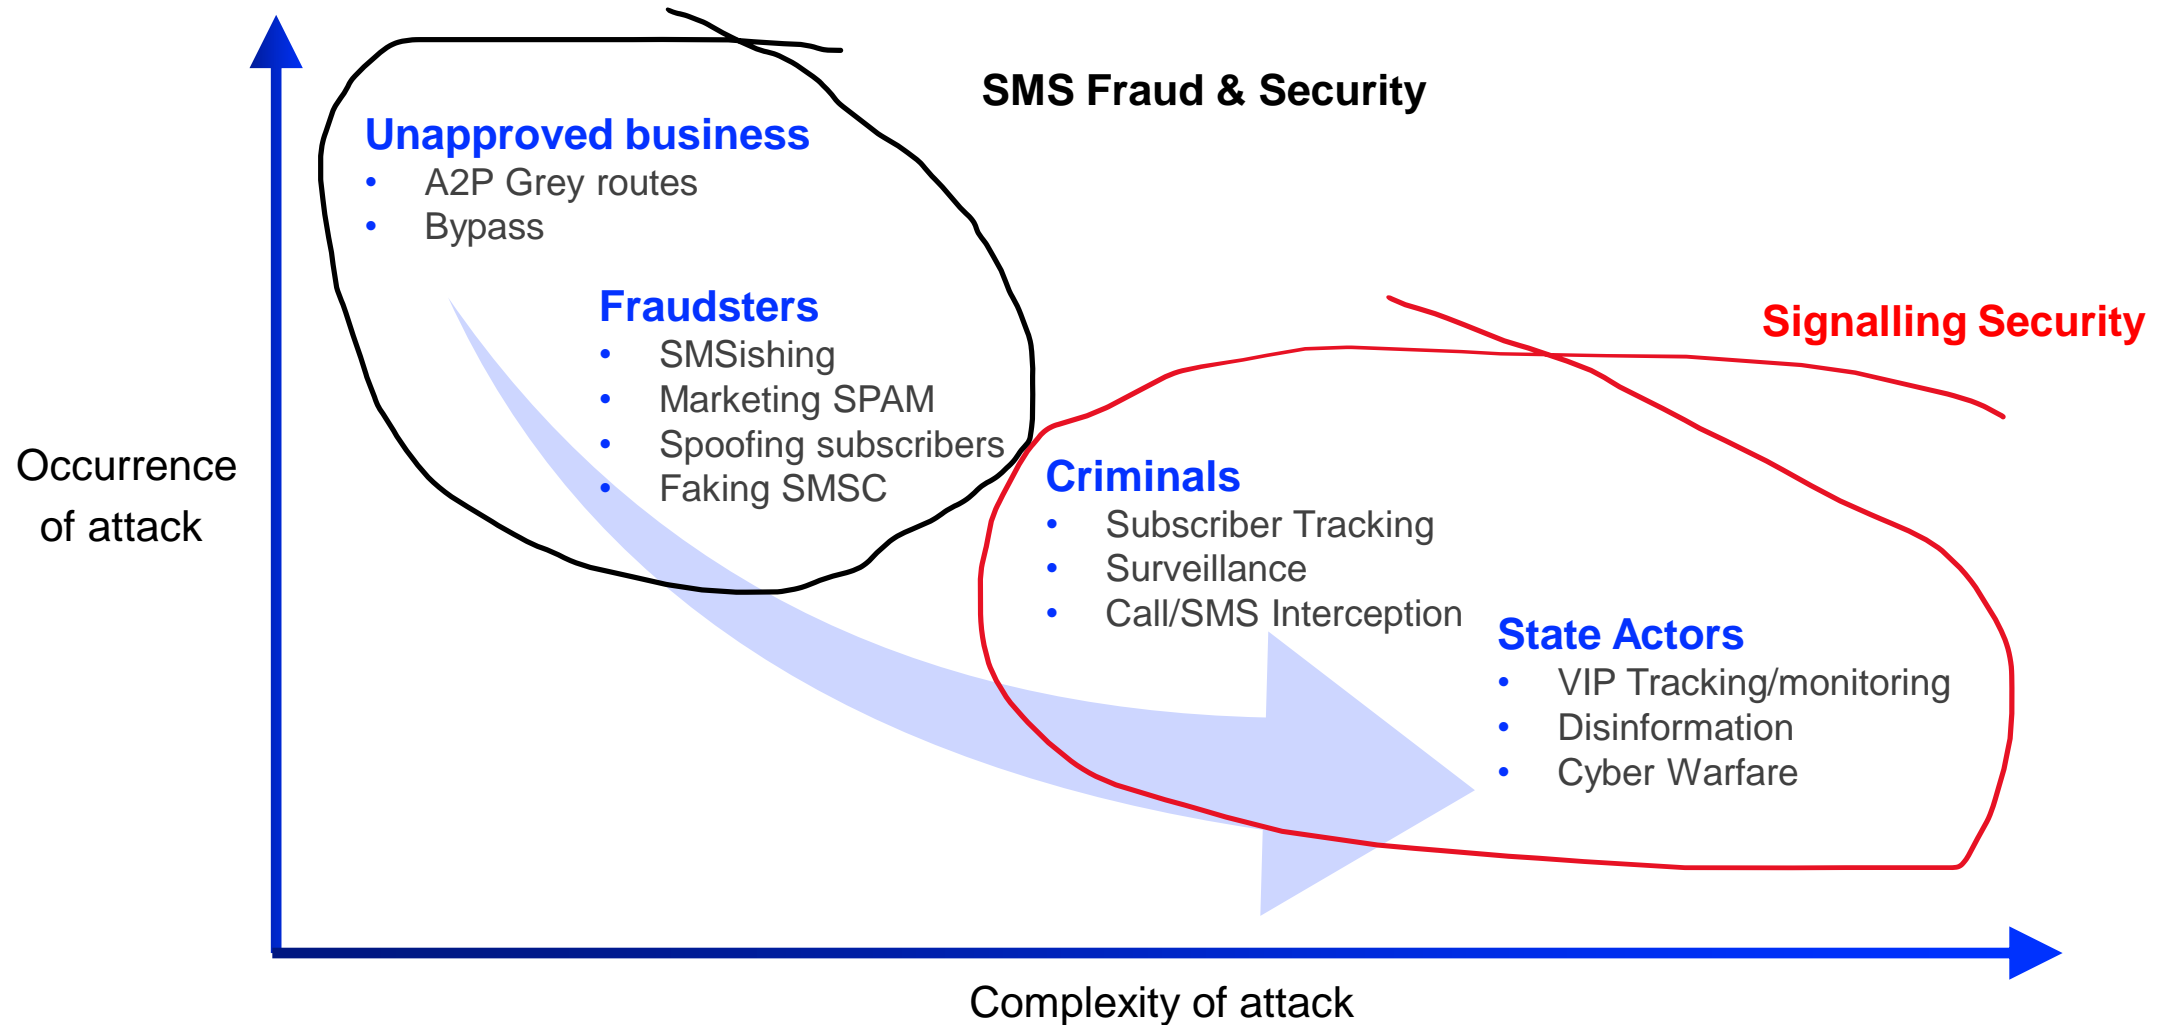 SMS Fraud & Security
Unapproved business
• A2P Grey routes
• Bypass
Fraudsters
• SMSishing
• Marketing SPAM
• Spoofing subscribers
• Faking SMSC
Signalling Security
Criminals
• Subscriber Tracking
• Surveillance
• Call/SMS Interception
State Actors
• VIP Tracking/monitoring
• Disinformation
• Cyber Warfare
Occurrence
of attack
Complexity of attack